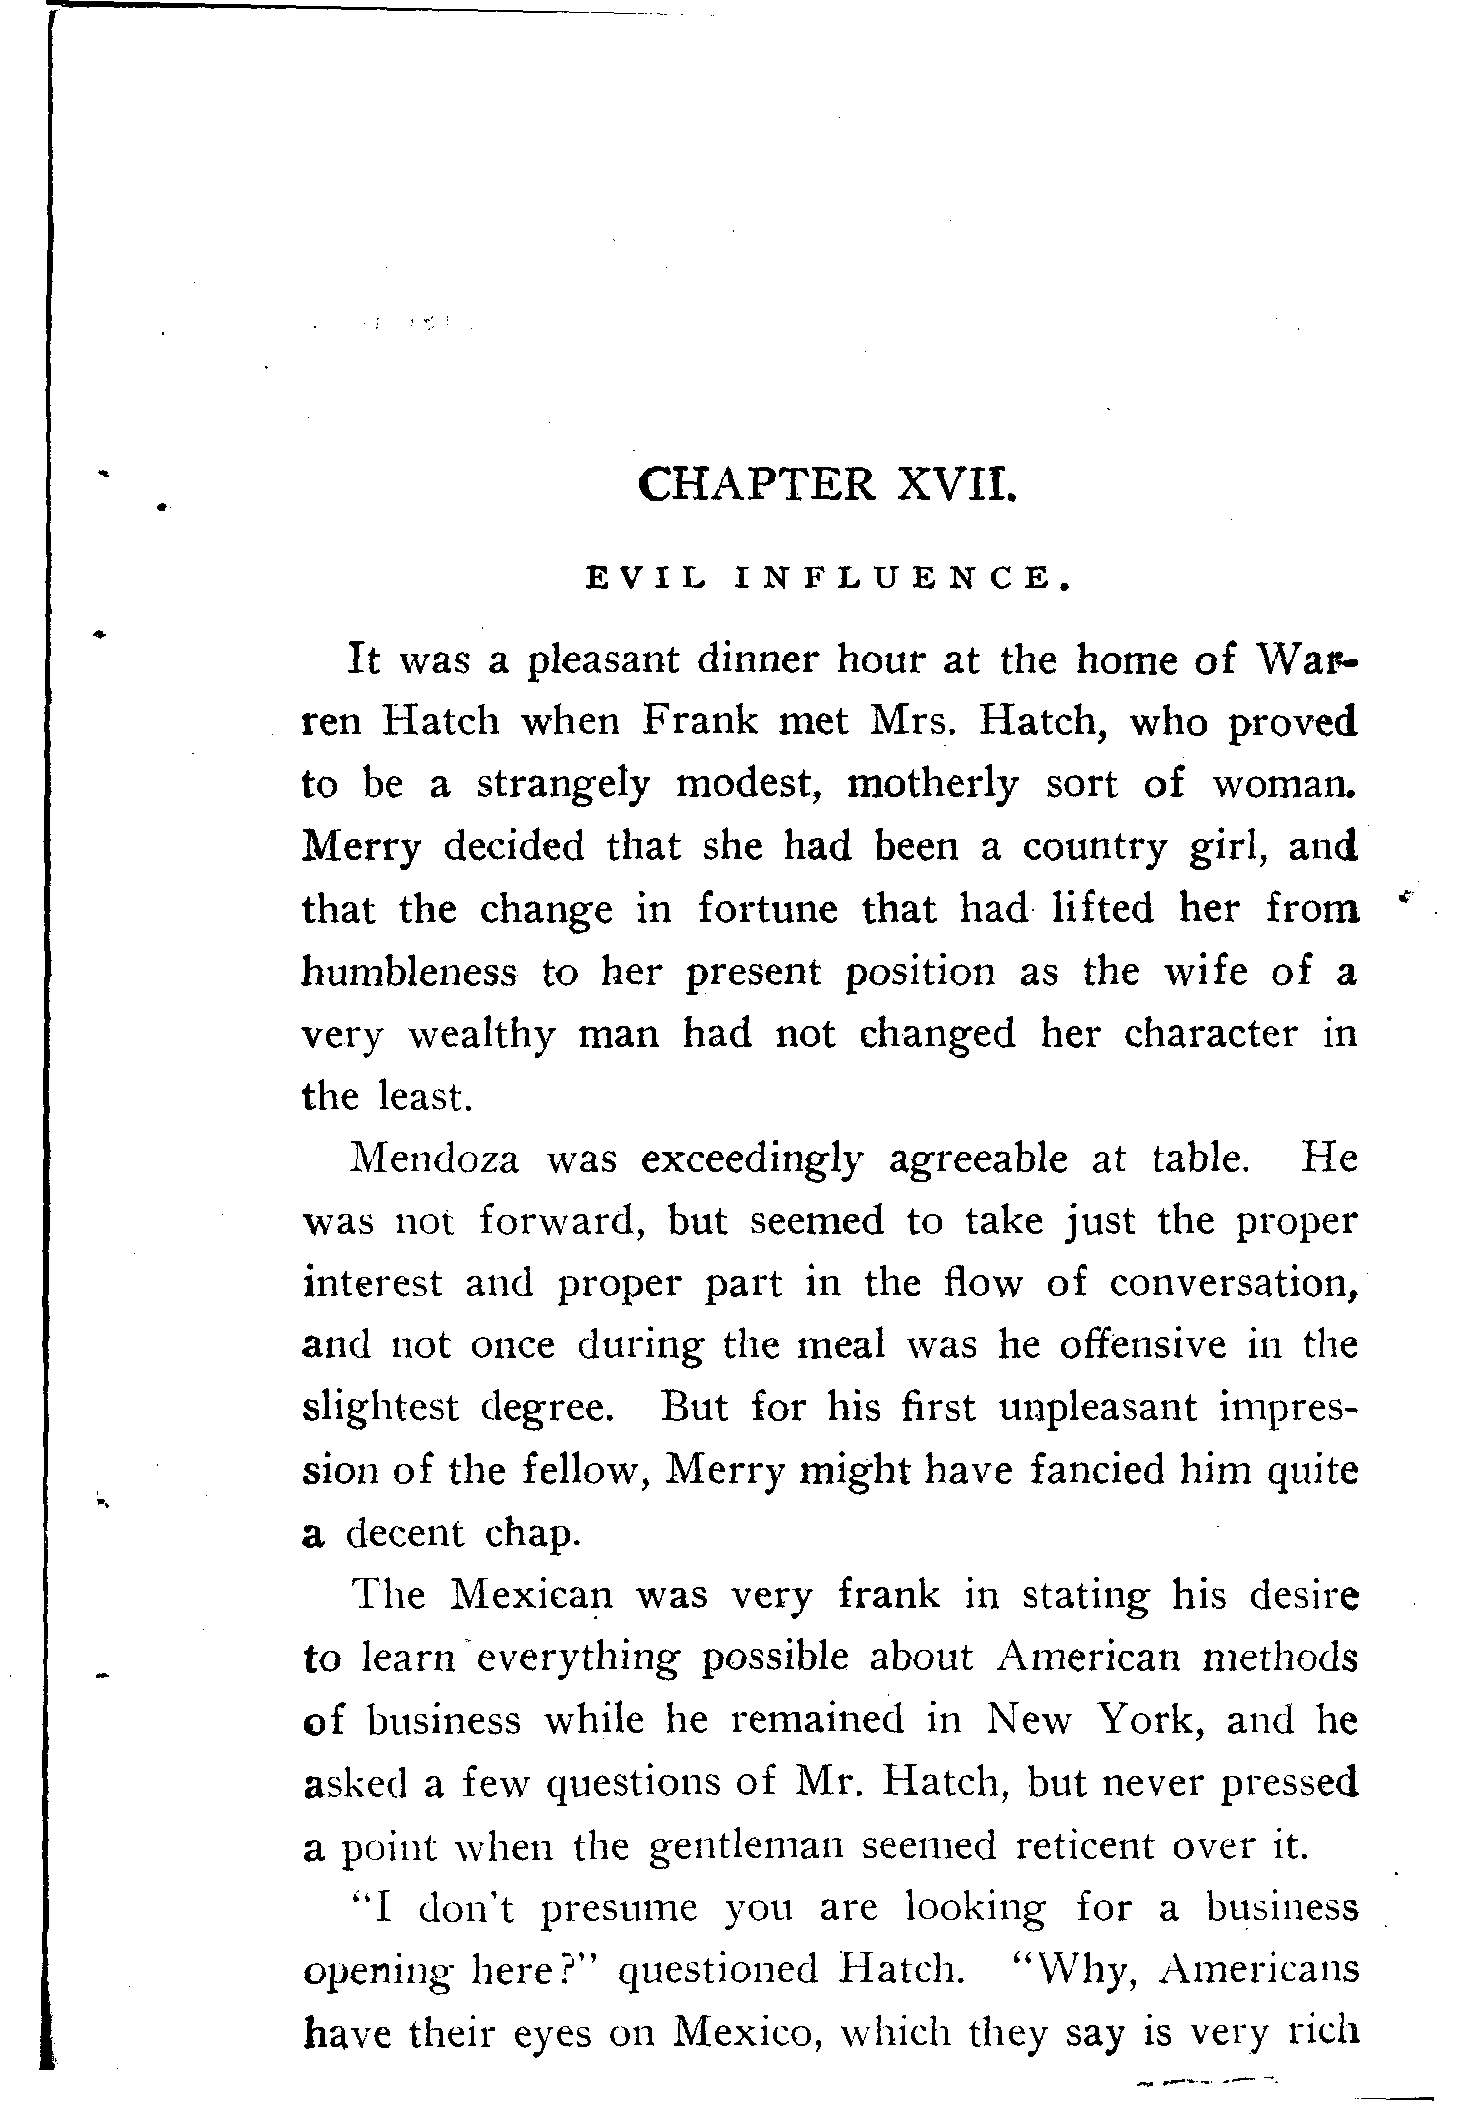 CHAPTER XVII.
EVIL INFLUENCE.
It was a pleasant dinner hour at the home of War-
ren Hatch when Frank met Mrs. Hatch, who proved
to be a strangely modest, motherly sort of woman.
Merry decided that she had been a country girl, and
that the change in fortune that had lifted her from
humbleness to her present position as the wife of a
very wealthy man had not changed her character in
the least.
Mendoza was exceedingly agreeable at table. He
was not forward, but seemed to take just the proper
interest and proper part in the flow of conversation,
and not once during the meal was he offensive in the
slightest degree. But for his first unpleasant impres-
sion of the fellow, Merry might have fancied him quite
a decent chap.
The Mexican was very frank in stating his desire
to learn everything possible about American methods
of business while he remained in New York, and he
asked a few questions of Mr. Hatch, but never pressed
a point when the gentleman seemed reticent over it.
"I don't presume you are looking for a business
opening here?" questioned Hatch. "Why, Americans
have their eyes on Mexico, which they say is very rich